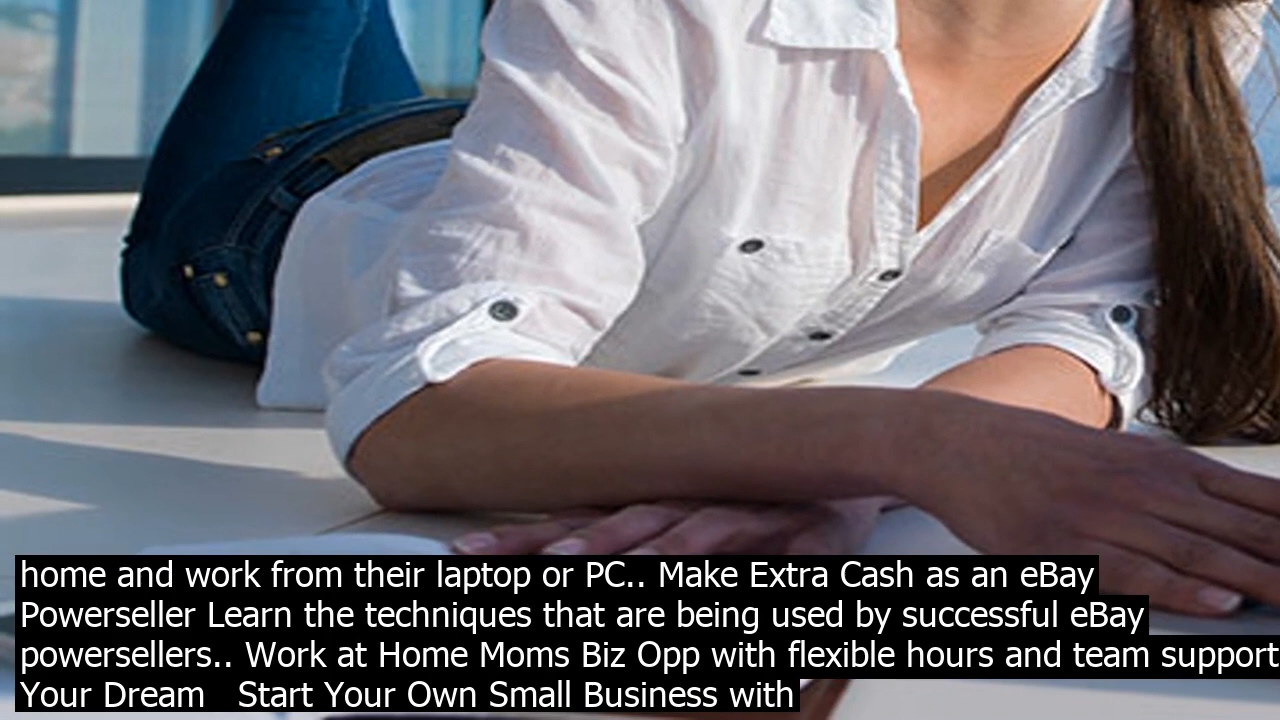 home and work from their laptop or PC.. Make Extra Cash as an eBay
Powerseller Learn the techniques that are being used by successful eBay
powersellers.. Work at Home Moms Biz Opp with flexible hours and team support
Your Dream   Start Your Own Small Business with